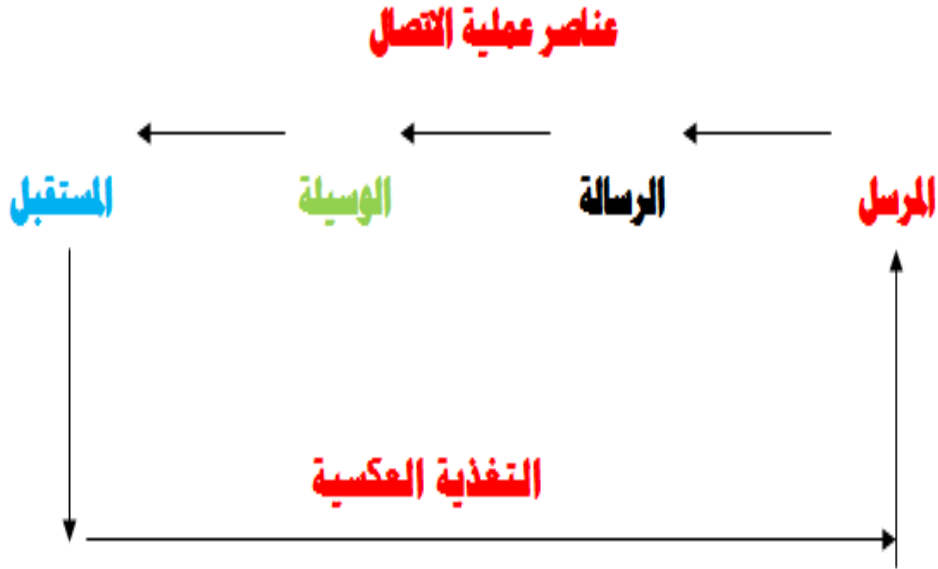 عناصر عملية الاتصال
المرسل الرسالة الوسيلة المستقبل
التغذية العكسية